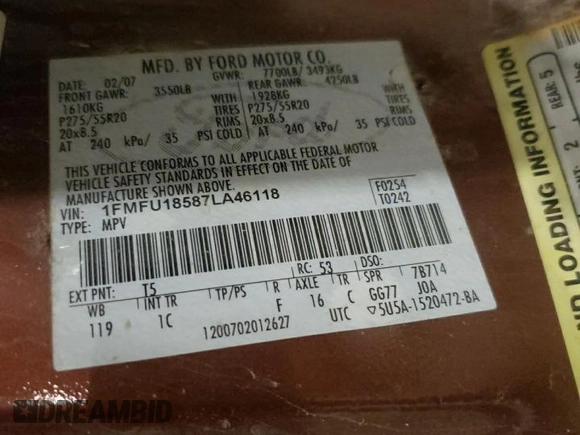 MFD. BY FORD MOTOR CO.
DATE: 02/07 GVWR: 7700LB/ 3493KG
FRONT GAWR: 3550LB REAR GAWR: 4250LB
1610KG WITH 1928KG WITH
P275/55R20 TIRES P275/55R20 TIRES
20x8.5 RIMS 20x8.5 RIMS
AT 240 kPa/ 35 PSI COLD AT 240 kPa/ 35 PSI COLD
THIS VEHICLE CONFORMS TO ALL APPLICABLE FEDERAL MOTOR
VEHICLE SAFETY STANDARDS IN EFFECT ON THE DATE OF
MANUFACTURE SHOWN ABOVE.
VIN: 1FMFU18587LA46118 F0254
TYPE: MPV T0242
EXT PNT: T5 RC: 53 DSO:
WB INT TR TP/PS R AXLE TR SPR 7B714
119 1C F 16 C GG77 JOA
1200702012627 UTC ▽5U5A-1520472-BA
ND LOADING INFORMATION
REAR: 5
DREAMBID